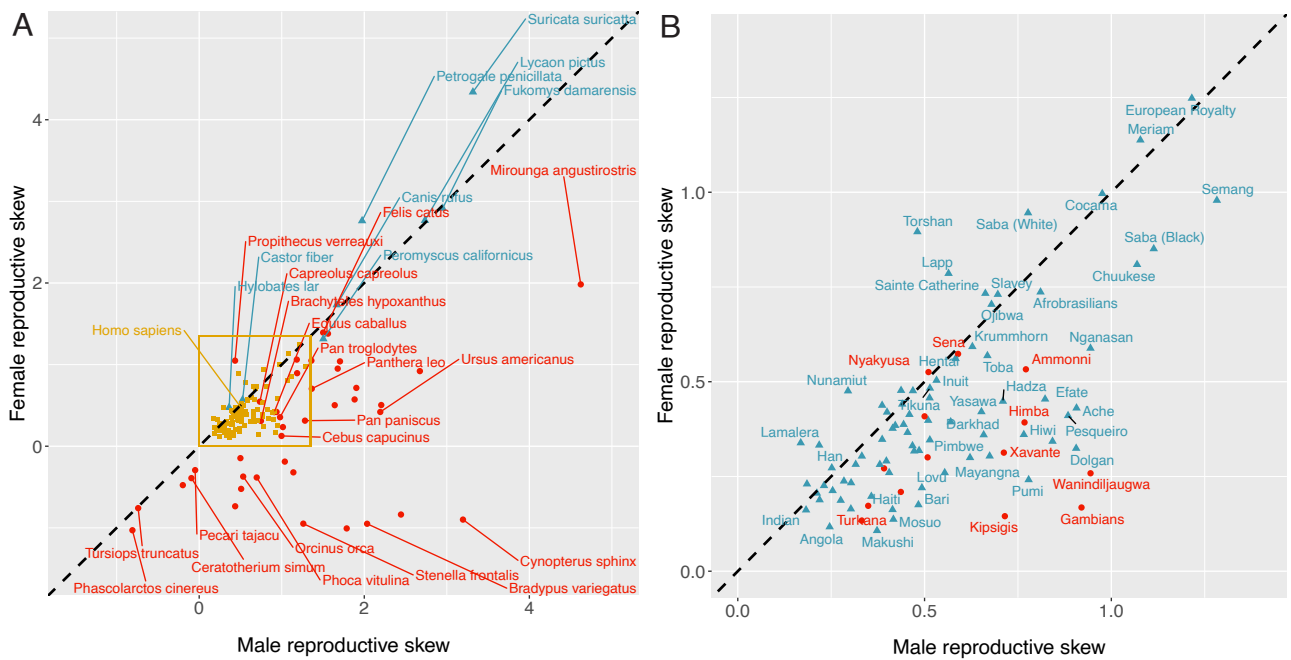 A
Suricata suricatta
Lycaon pictus
Petrogale penicillata
Fukomys damarensis
4
Mirounga angustirostris
Canis rufus
Felis catus
Propithecus verreauxi
Castor fiber
Peromyscus californicus
Capreolus capreolus
Hylobates lar
2
Brachyteles hypoxanthus
Homo sapiens
Equus caballus
Pan troglodytes
Panthera leo
Ursus americanus
Pan paniscus
Cebus capucinus
0
Pecari tajacu
Tursiops truncatus
Orcinus orca
Cynopterus sphinx
Ceratotherium simum
Stenella frontalis
Phoca vitulina
Phascolarctos cinereus
Bradypus variegatus
0
2
4
Male reproductive skew
Female reproductive skew
B
European Royalty
Meriam
1.0
Semang
Cocama
Torshan
Saba (White)
Saba (Black)
Lapp
Chuukese
Sainte Catherine
Slavey
Afrobrasilians
Ojibwa
Krummhorn
Nganasan
Sena
Nyakyusa
Hentai
Toba
Ammonni
Nunamiut
Inuit
Hadza
0.5
Efate
Tikuna
Yasawa
Himba
Ache
Darkhad
Lamalera
Hiwi
Pesqueiro
Pimbwe
Xavante
Han
Dolgan
Mayangna
Lovu
Pumi
Wanindiljaugwa
Haiti
Bari
Indian
Turkana
Mosuo
Kipsigis
Gambians
Angola
Makushi
0.0
0.0
0.5
1.0
Male reproductive skew
Female reproductive skew